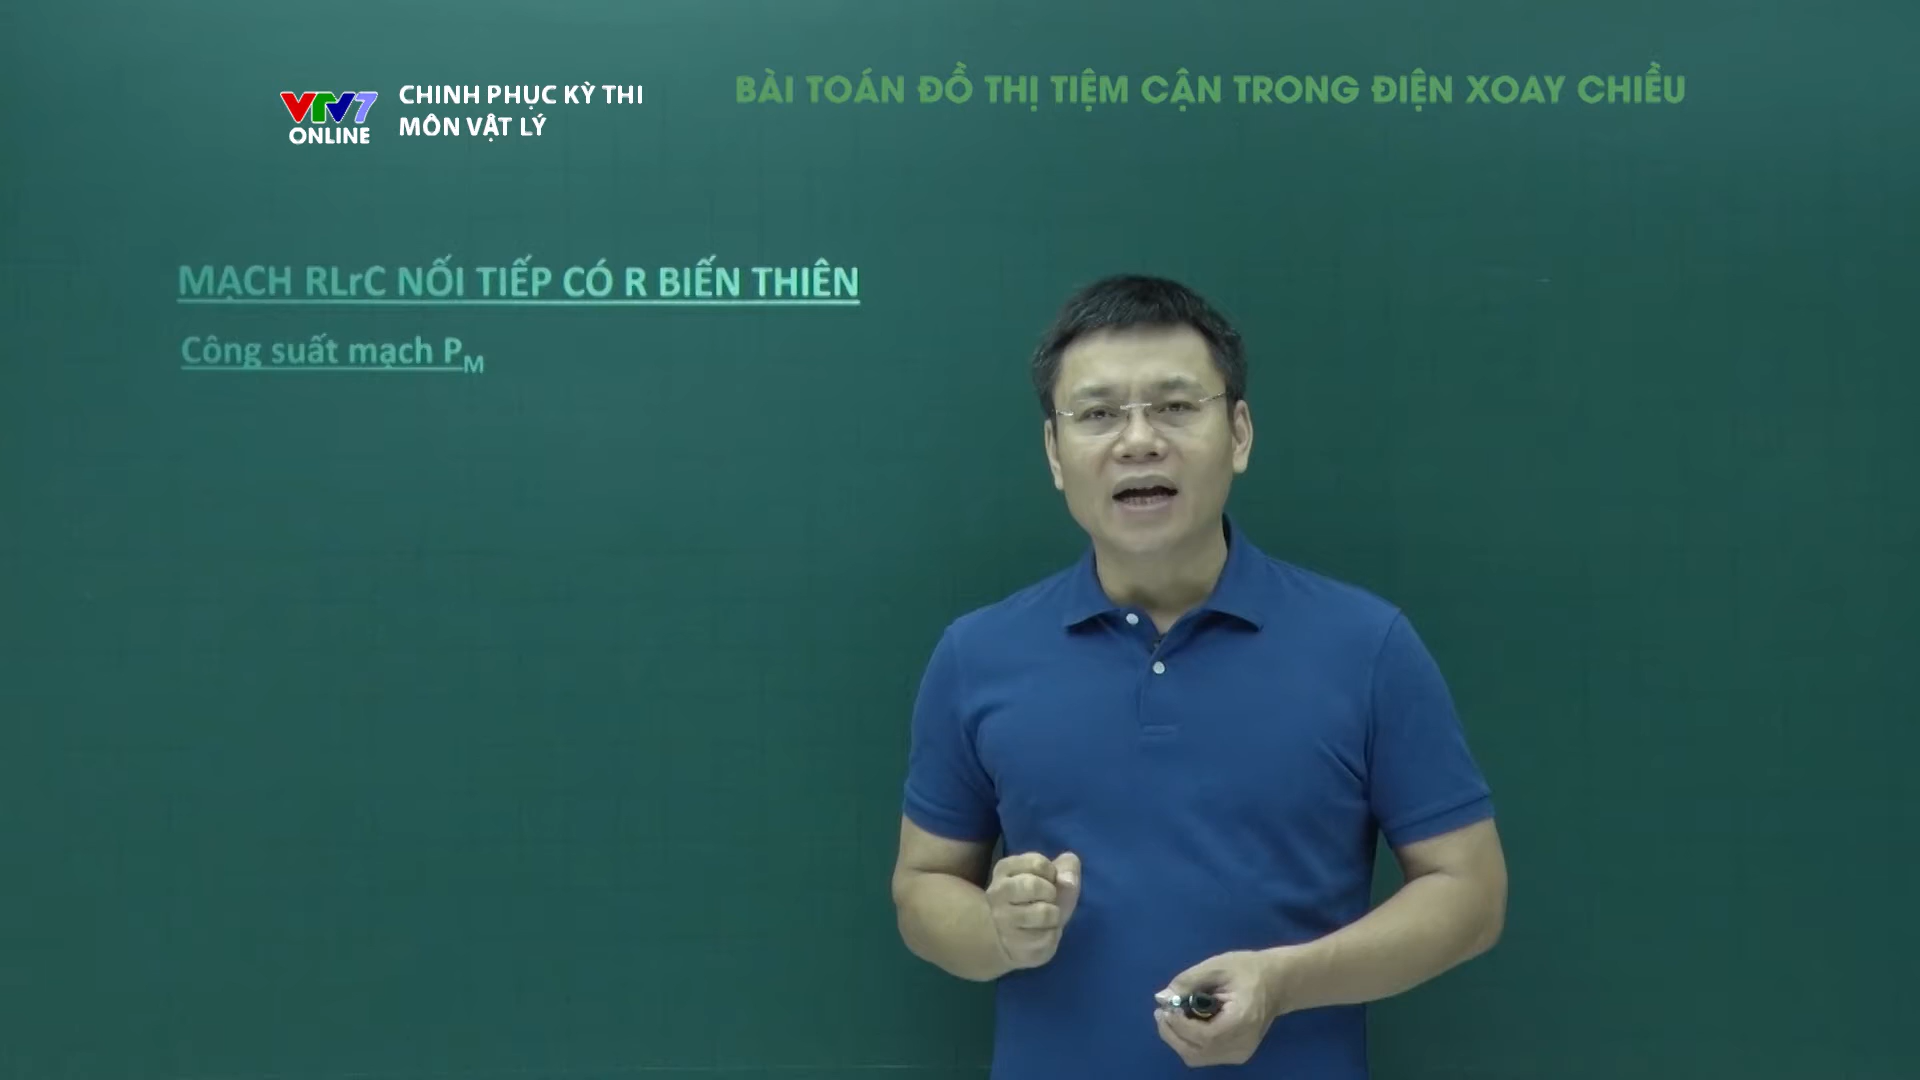 VTV7
ONLINE
CHINH PHỤC KỲ THI
MÔN VẬT LÝ
BÀI TOÁN ĐỒ THỊ TIỆM CẬN TRONG ĐIỆN XOAY CHIỀU
MẠCH RLrC NỐI TIẾP CÓ R BIẾN THIÊN
Công suất mạch PM